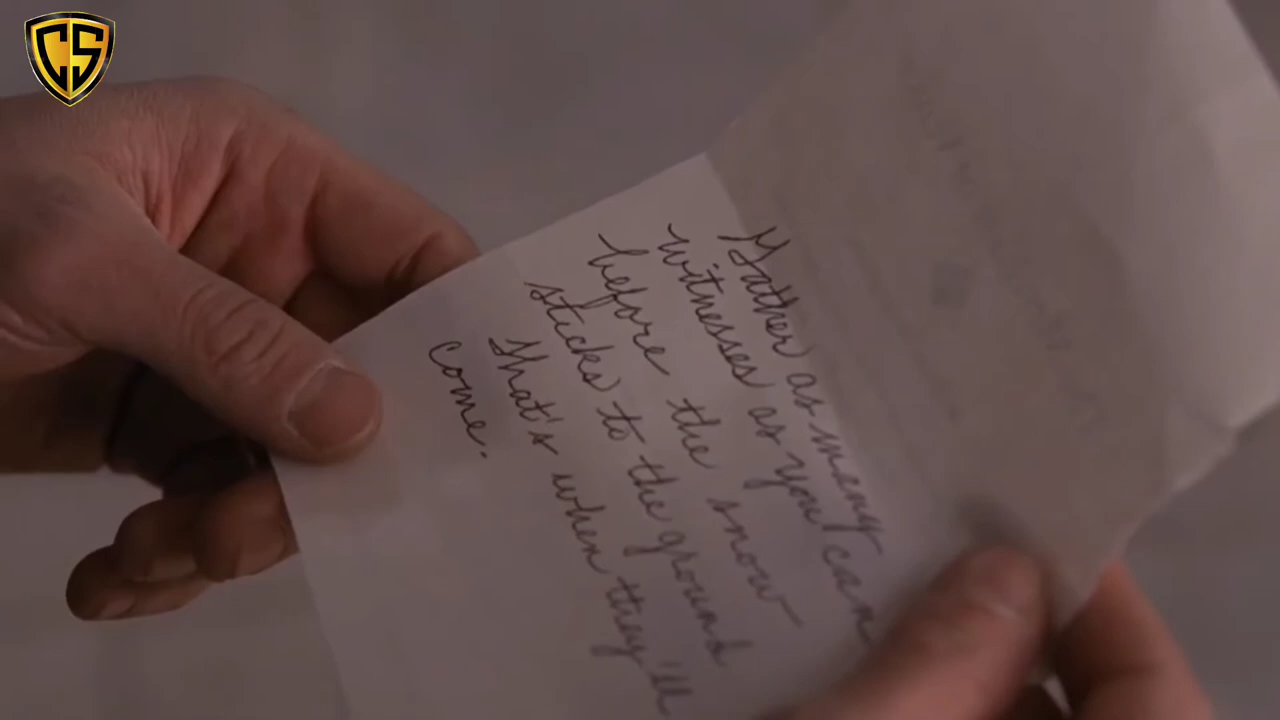 CS
Gather as many
witnesses as you can
before the snow
sticks to the ground
That's when they'll
come.